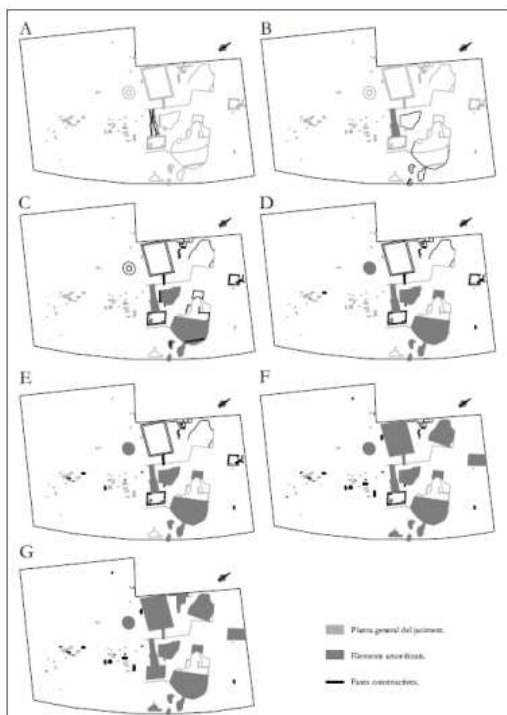 A
B
C
D
E
F
G
Planta general del jaciment.
Elements amortitzats.
Fases constructives.